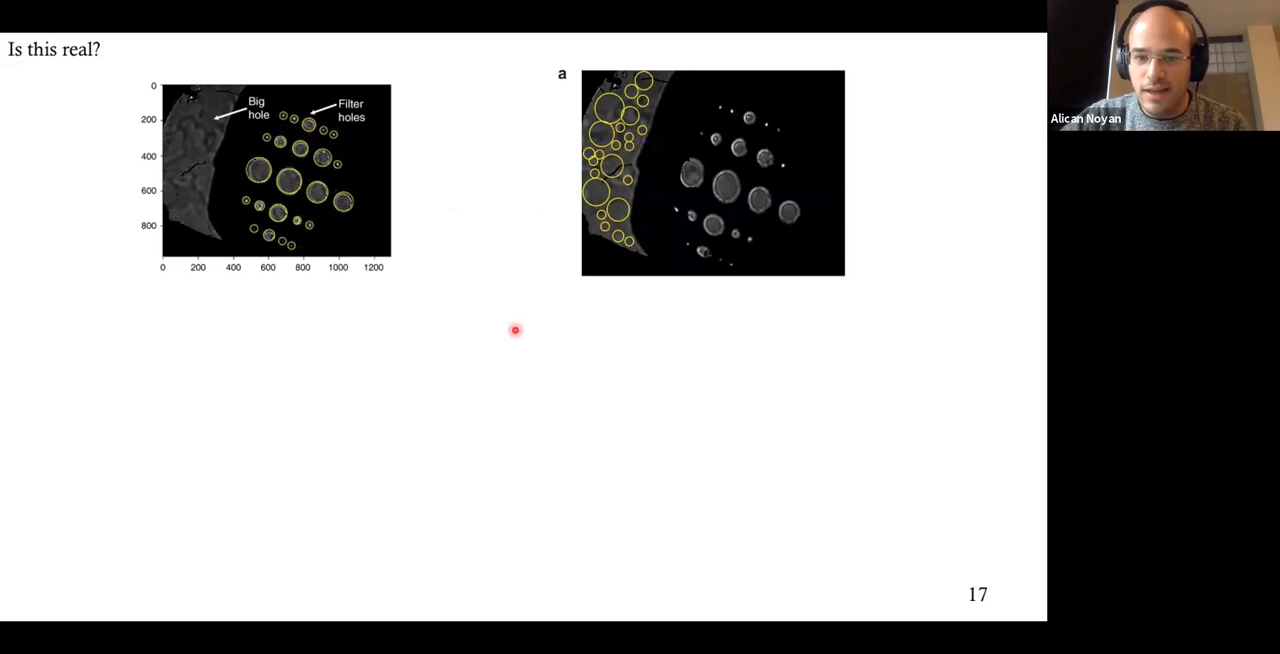 Is this real?
a
0
200
400
600
800
0 200 400 600 800 1000 1200
Big
hole
Filter
holes
Alican Noyan
17